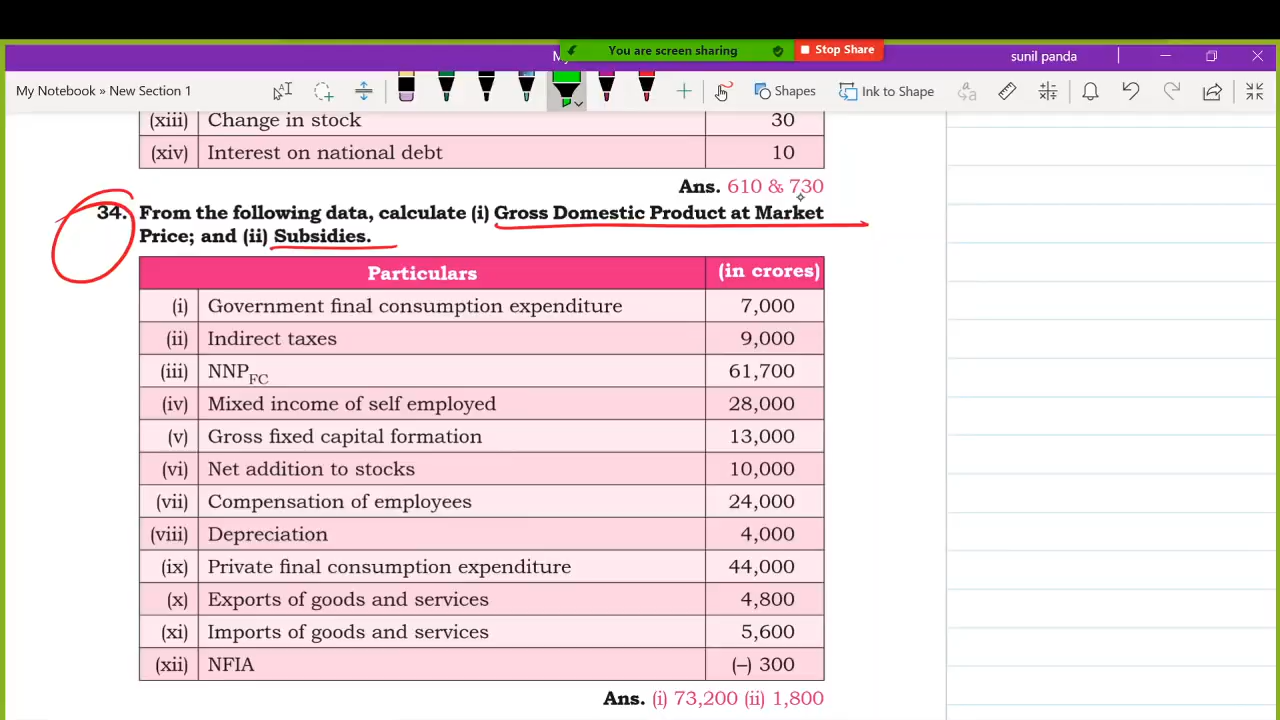 You are screen sharing
Stop Share
My
sunil panda
My Notebook » New Section 1
Shapes
Ink to Shape
(xiii) Change in stock 30
(xiv) Interest on national debt 10
Ans. 610 & 730
34. From the following data, calculate (i) Gross Domestic Product at Market
Price; and (ii) Subsidies.
Particulars (in crores)
(i) Government final consumption expenditure 7,000
(ii) Indirect taxes 9,000
(iii) NNPFC 61,700
(iv) Mixed income of self employed 28,000
(v) Gross fixed capital formation 13,000
(vi) Net addition to stocks 10,000
(vii) Compensation of employees 24,000
(viii) Depreciation 4,000
(ix) Private final consumption expenditure 44,000
(x) Exports of goods and services 4,800
(xi) Imports of goods and services 5,600
(xii) NFIA (–) 300
Ans. (i) 73,200 (ii) 1,800